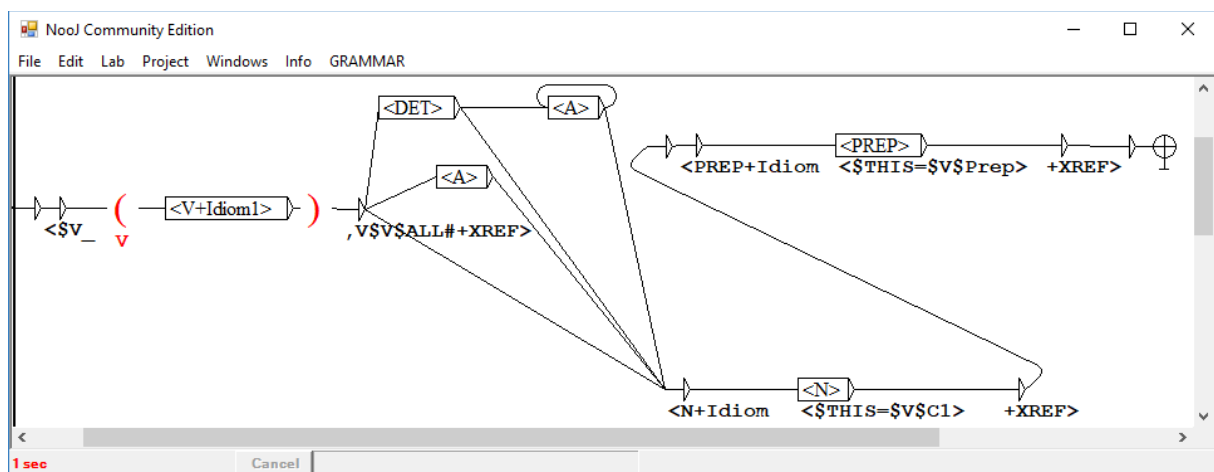 NooJ Community Edition
File Edit Lab Project Windows Info GRAMMAR
<DET> <A>
<PREP>
<PREP+Idiom <$THIS=$V$Prep> +XREF>
<A>
( <V+Idiom1> )
<$V_ v ,V$V$ALL#+XREF>
<N>
<N+Idiom <$THIS=$V$C1> +XREF>
1 sec Cancel